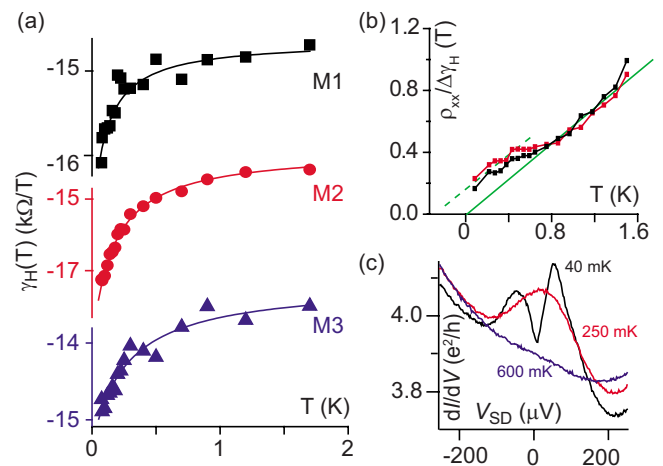 (a)
γH(T) (kΩ/T)
-15
-16
M1
-15
-17
M2
-14
-15
M3
T (K)
0
1
2
(b)
ρxx/ΔγH (T)
1.2
0.8
0.4
0.0
T (K)
0
0.8
1.6
(c)
dI/dV (e²/h)
4.0
3.8
40 mK
250 mK
600 mK
VSD (μV)
-200
0
200